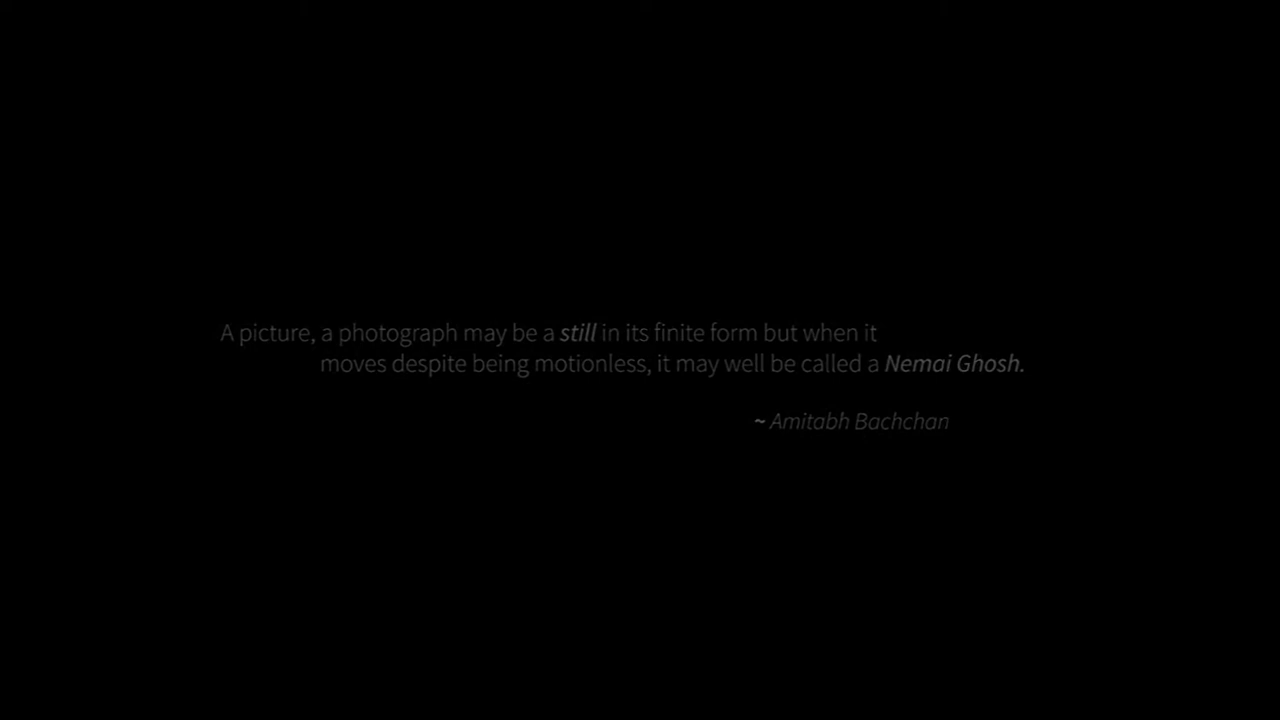 A picture, a photograph may be a still in its finite form but when it
moves despite being motionless, it may well be called a Nemai Ghosh.
~ Amitabh Bachchan